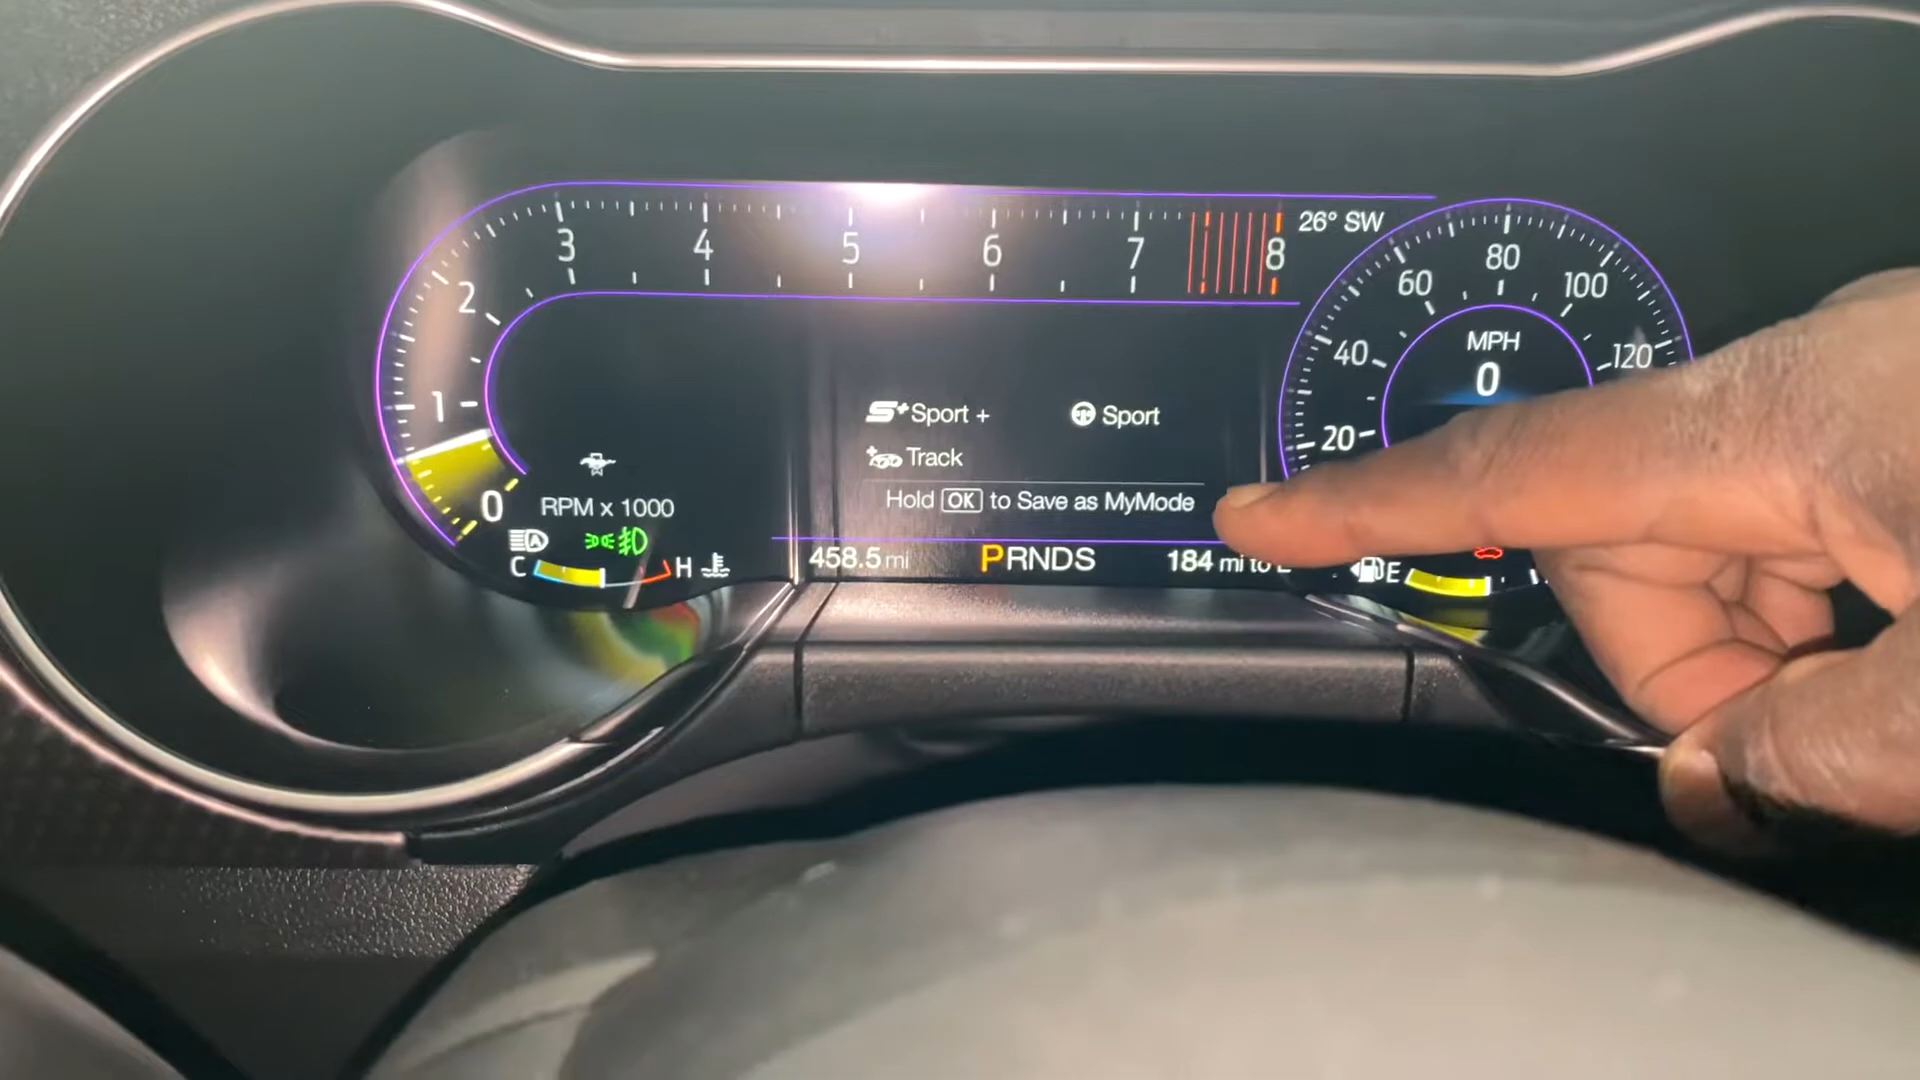 3 4 5 6 7 8
26° SW
2
1
0
RPM x 1000
C H
60 80 100
40 120
20
MPH
0
S+ Sport + Sport
Track
Hold OK to Save as MyMode
458.5 mi PRNDS 184 mi to
E